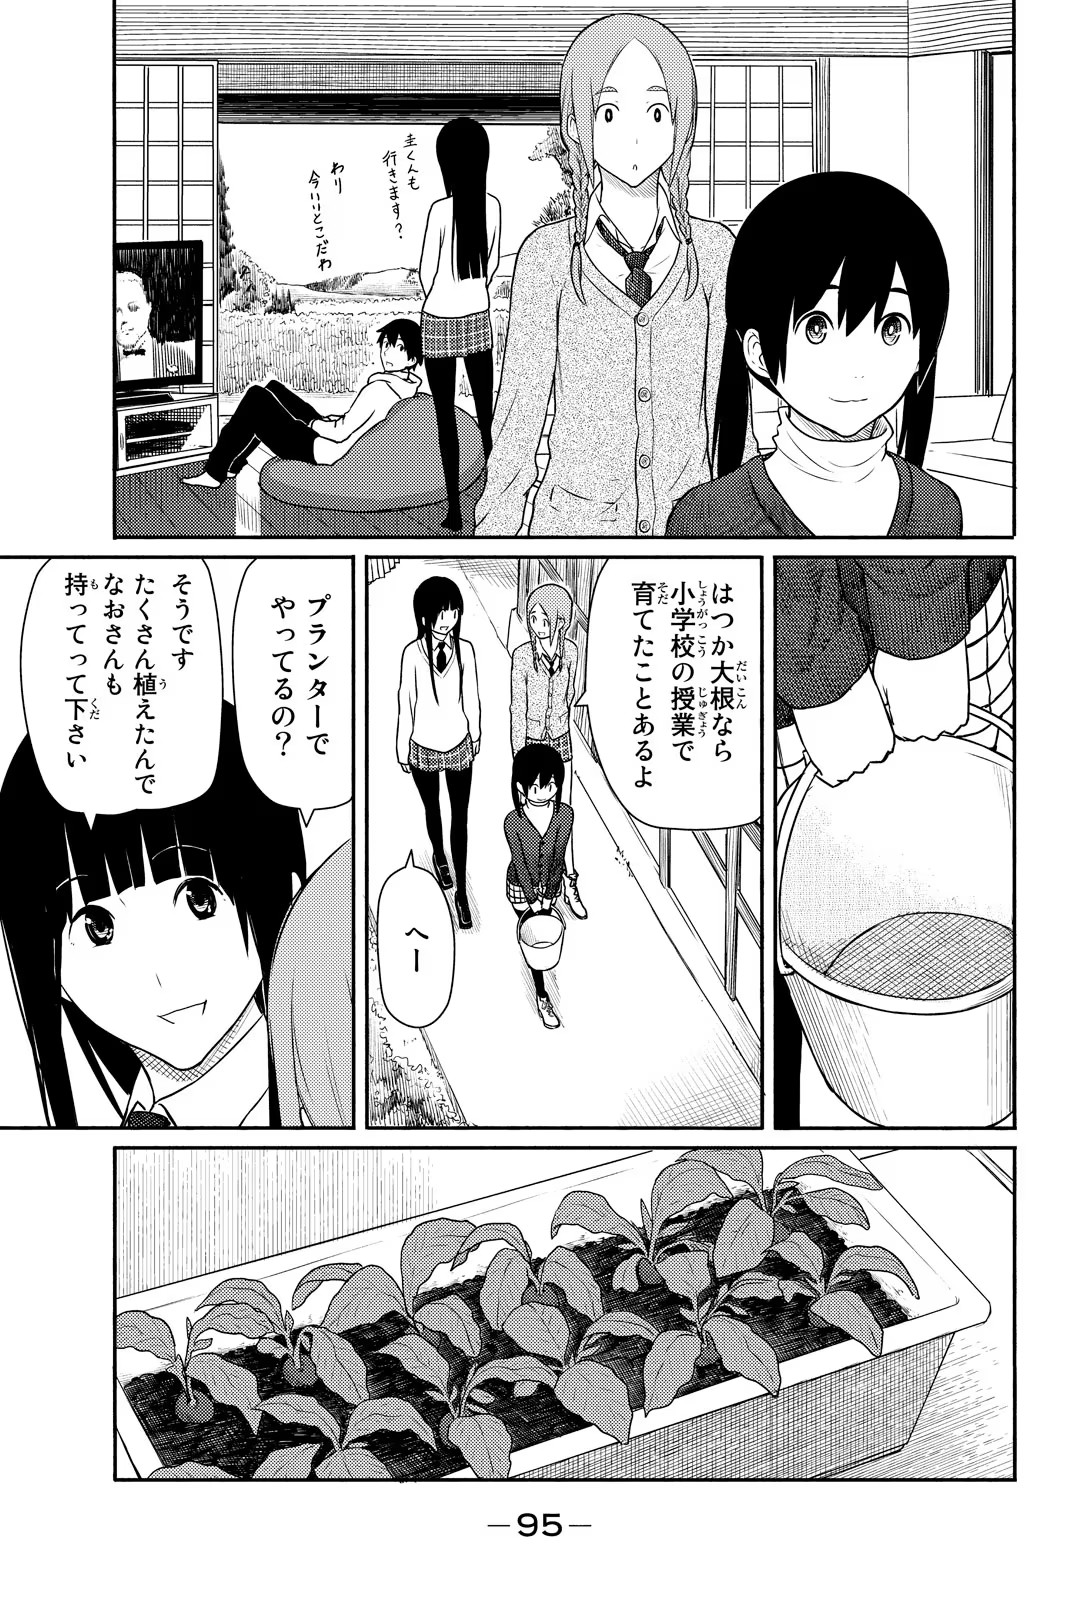 圭くんも
行きます?
わり
今いいとこだわ
はつか大根なら
小学校の授業で
育てたことあるよ
へー
プランターで
やってるの?
そうです
たくさん植えたんで
なおさんも
持ってって下さい
—95—